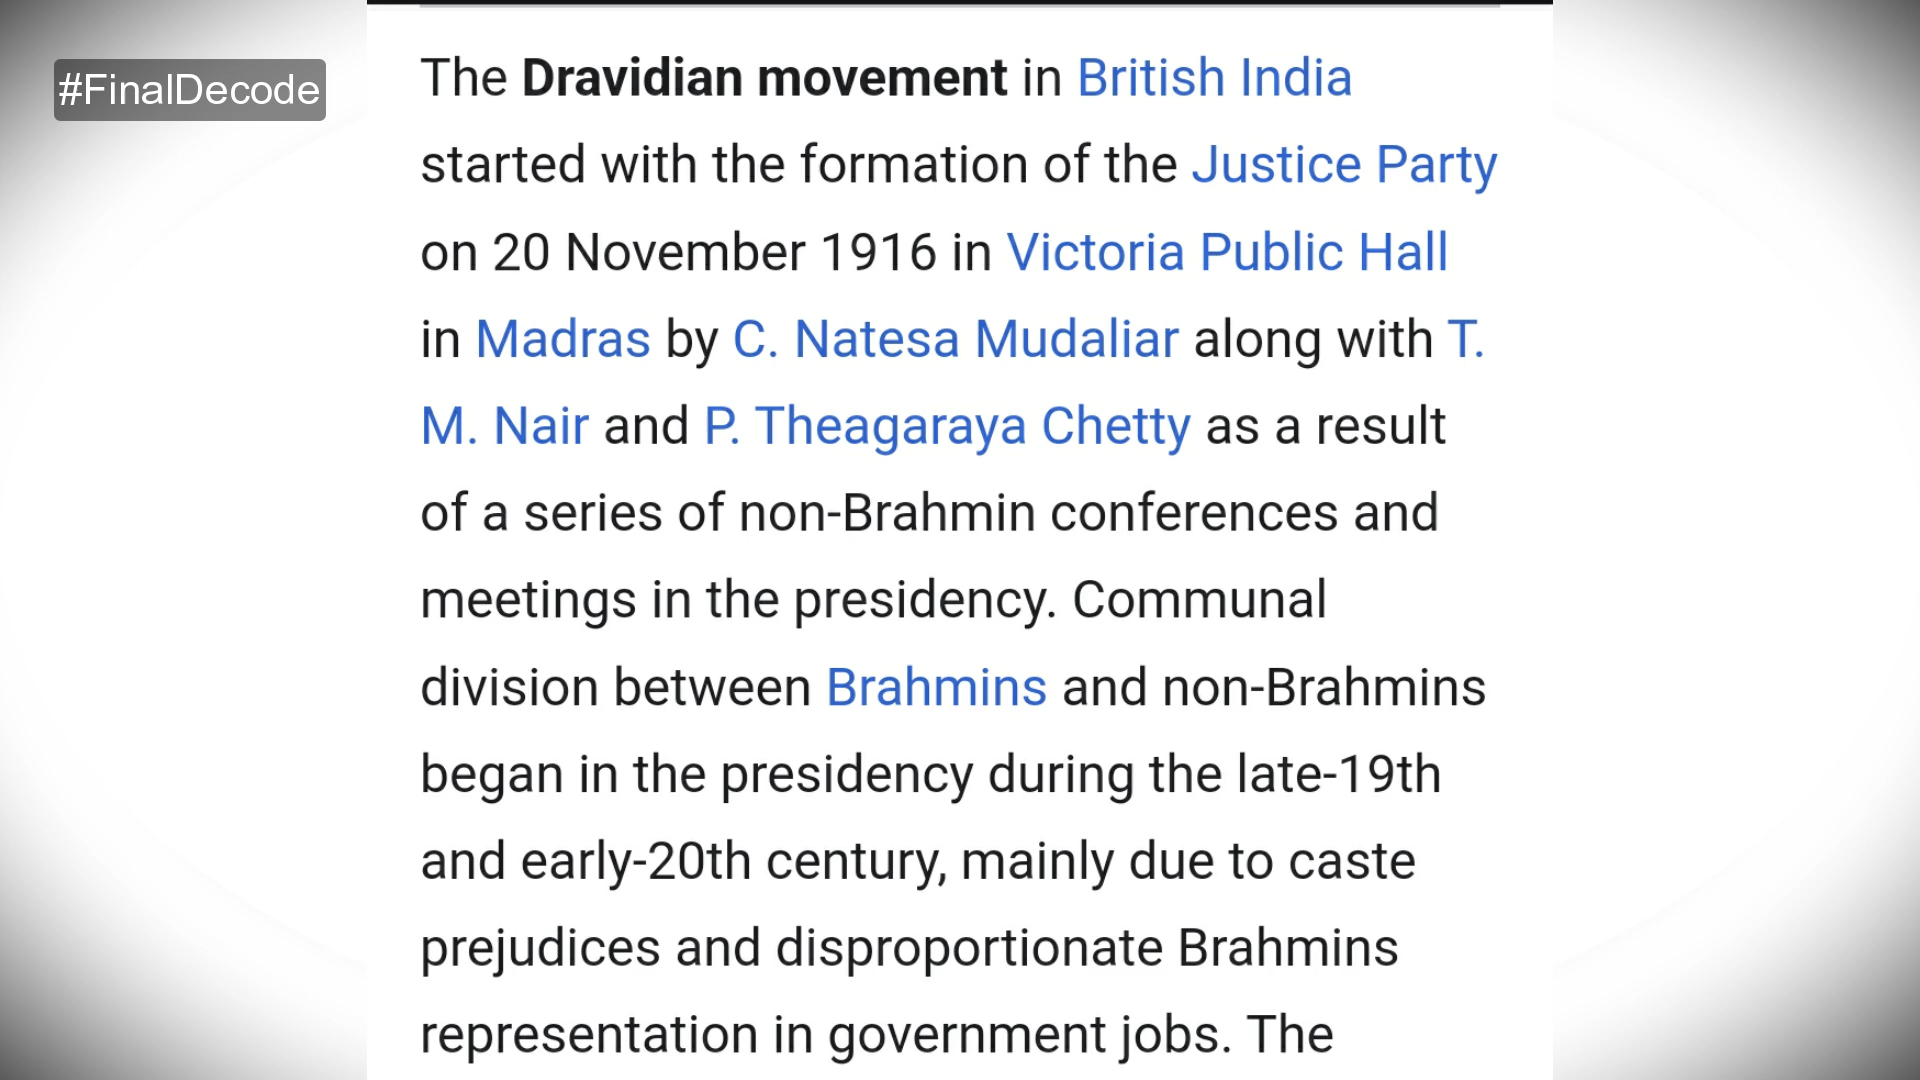 #FinalDecode
The Dravidian movement in British India
started with the formation of the Justice Party
on 20 November 1916 in Victoria Public Hall
in Madras by C. Natesa Mudaliar along with T.
M. Nair and P. Theagaraya Chetty as a result
of a series of non-Brahmin conferences and
meetings in the presidency. Communal
division between Brahmins and non-Brahmins
began in the presidency during the late-19th
and early-20th century, mainly due to caste
prejudices and disproportionate Brahmins
representation in government jobs. The